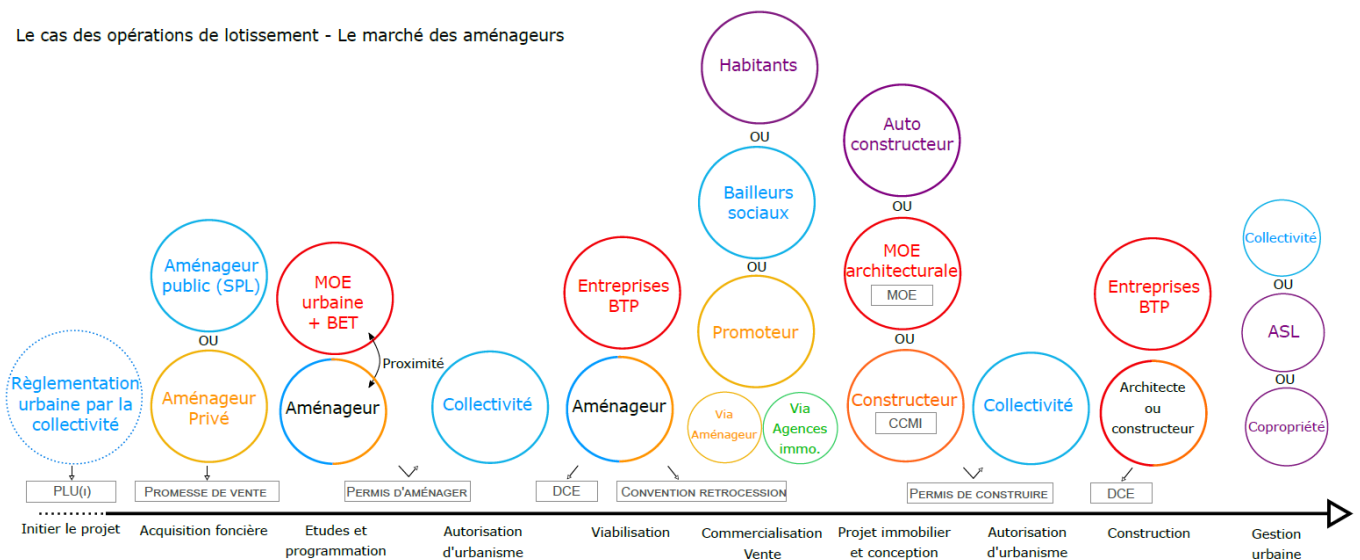 Le cas des opérations de lotissement - Le marché des aménageurs
Règlementation
urbaine par la
collectivité
PLU(I)
Initier le projet
Aménageur
public (SPL)
OU
Aménageur
Privé
PROMESSE DE VENTE
Acquisition foncière
MOE
urbaine
+ BET
Proximité
Aménageur
PERMIS D'AMÉNAGER
Etudes et
programmation
Collectivité
Autorisation
d'urbanisme
Entreprises
BTP
Aménageur
DCE
CONVENTION RETROCESSION
Viabilisation
Habitants
OU
Bailleurs
sociaux
OU
Promoteur
Via
Aménageur
Via
Agences
immo.
Commercialisation
Vente
Auto
constructeur
OU
MOE
architecturale
MOE
OU
Constructeur
CCMI
Projet immobilier
et conception
PERMIS DE CONSTRUIRE
Collectivité
Autorisation
d'urbanisme
Entreprises
BTP
Architecte
ou
constructeur
DCE
Construction
Collectivité
OU
ASL
OU
Copropriété
Gestion
urbaine